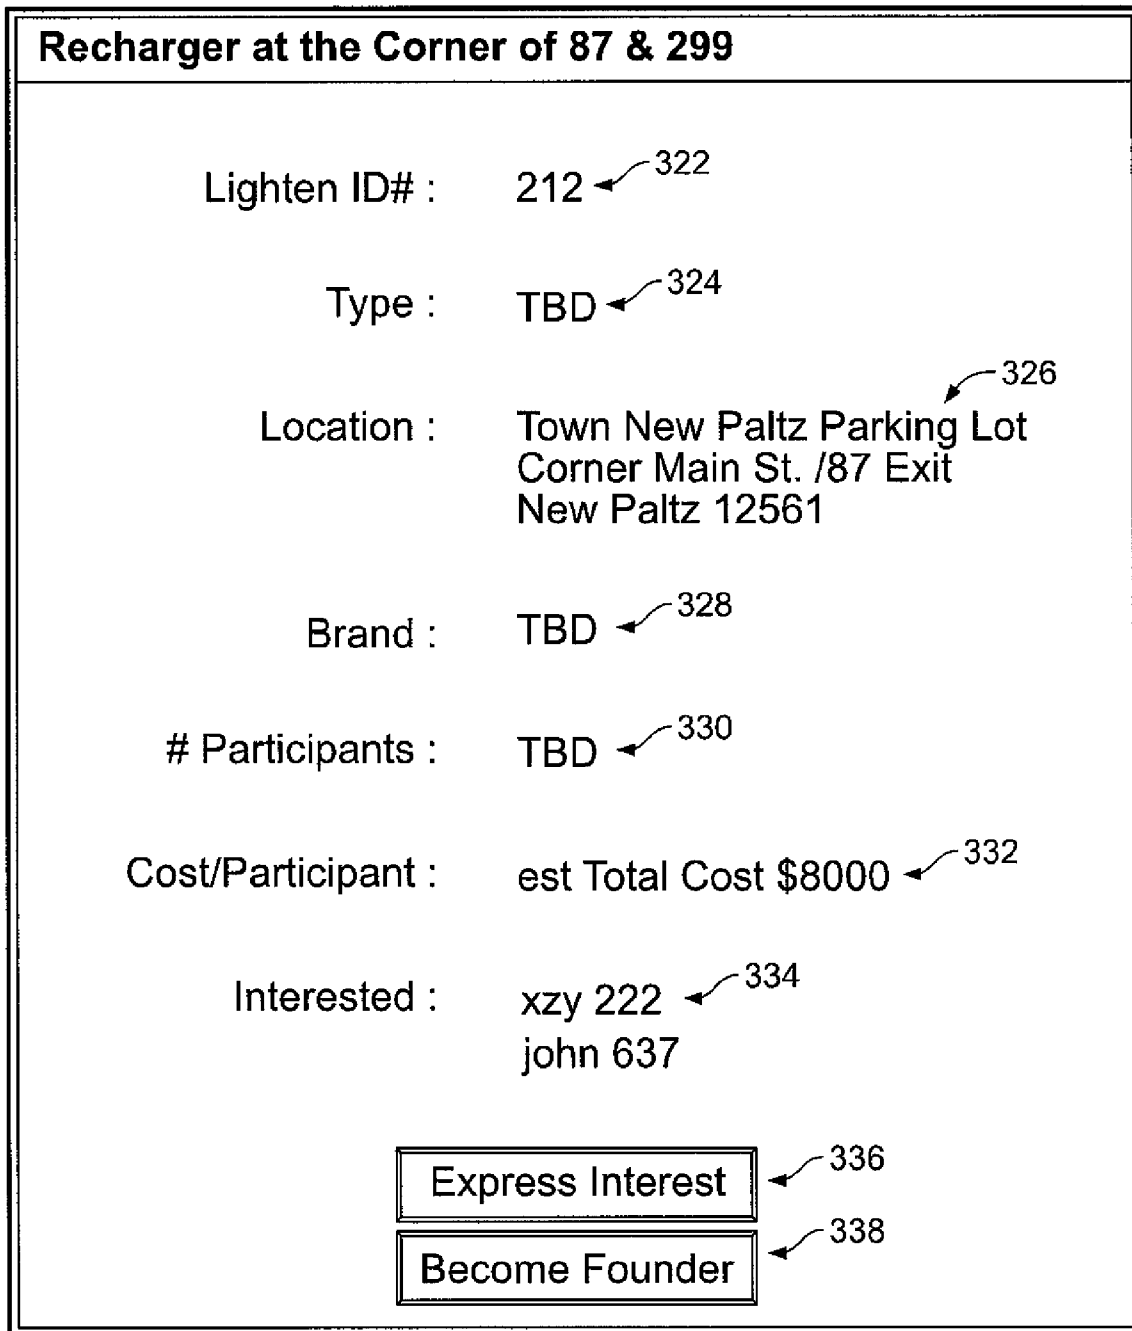 Recharger at the Corner of 87 & 299
Lighten ID# : 212 322
Type : TBD 324
326
Location : Town New Paltz Parking Lot
Corner Main St. /87 Exit
New Paltz 12561
Brand : TBD 328
# Participants : TBD 330
Cost/Participant : est Total Cost $8000 332
Interested : xzy 222 334
john 637
Express Interest 336
Become Founder 338